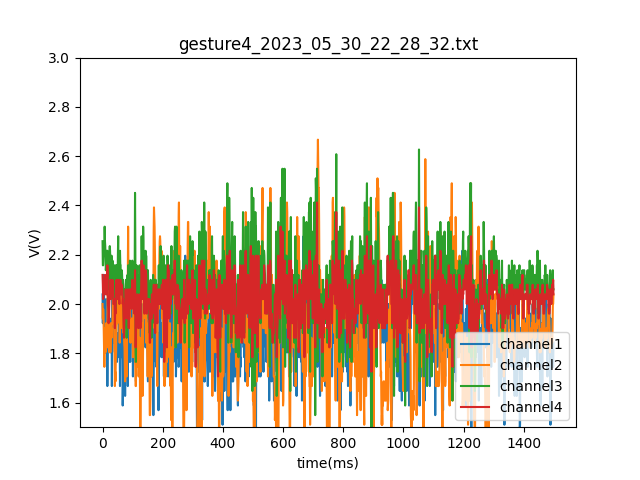 gesture4_2023_05_30_22_28_32.txt
3.0
2.8
2.6
2.4
2.2
2.0
1.8
1.6
V(V)
channel1
channel2
channel3
channel4
0 200 400 600 800 1000 1200 1400
time(ms)